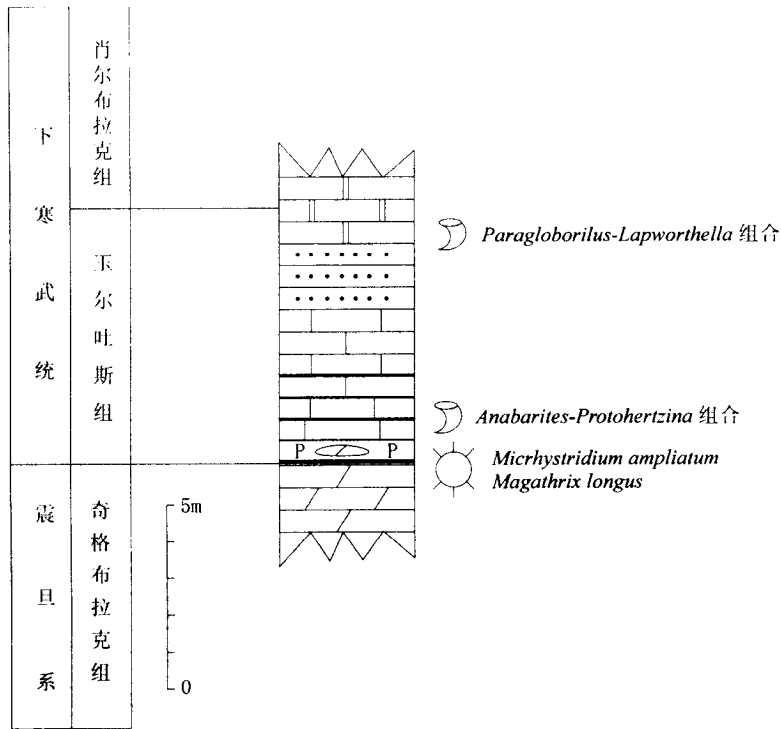 下寒武统
肖尔布拉克组
玉尔吐斯组
震旦系
奇格布拉克组
Paragloborilus-Lapworthella 组合
Anabarites-Protohertzina 组合
P P
Micrhystridium ampliatum
Magathrix longus
5m
0